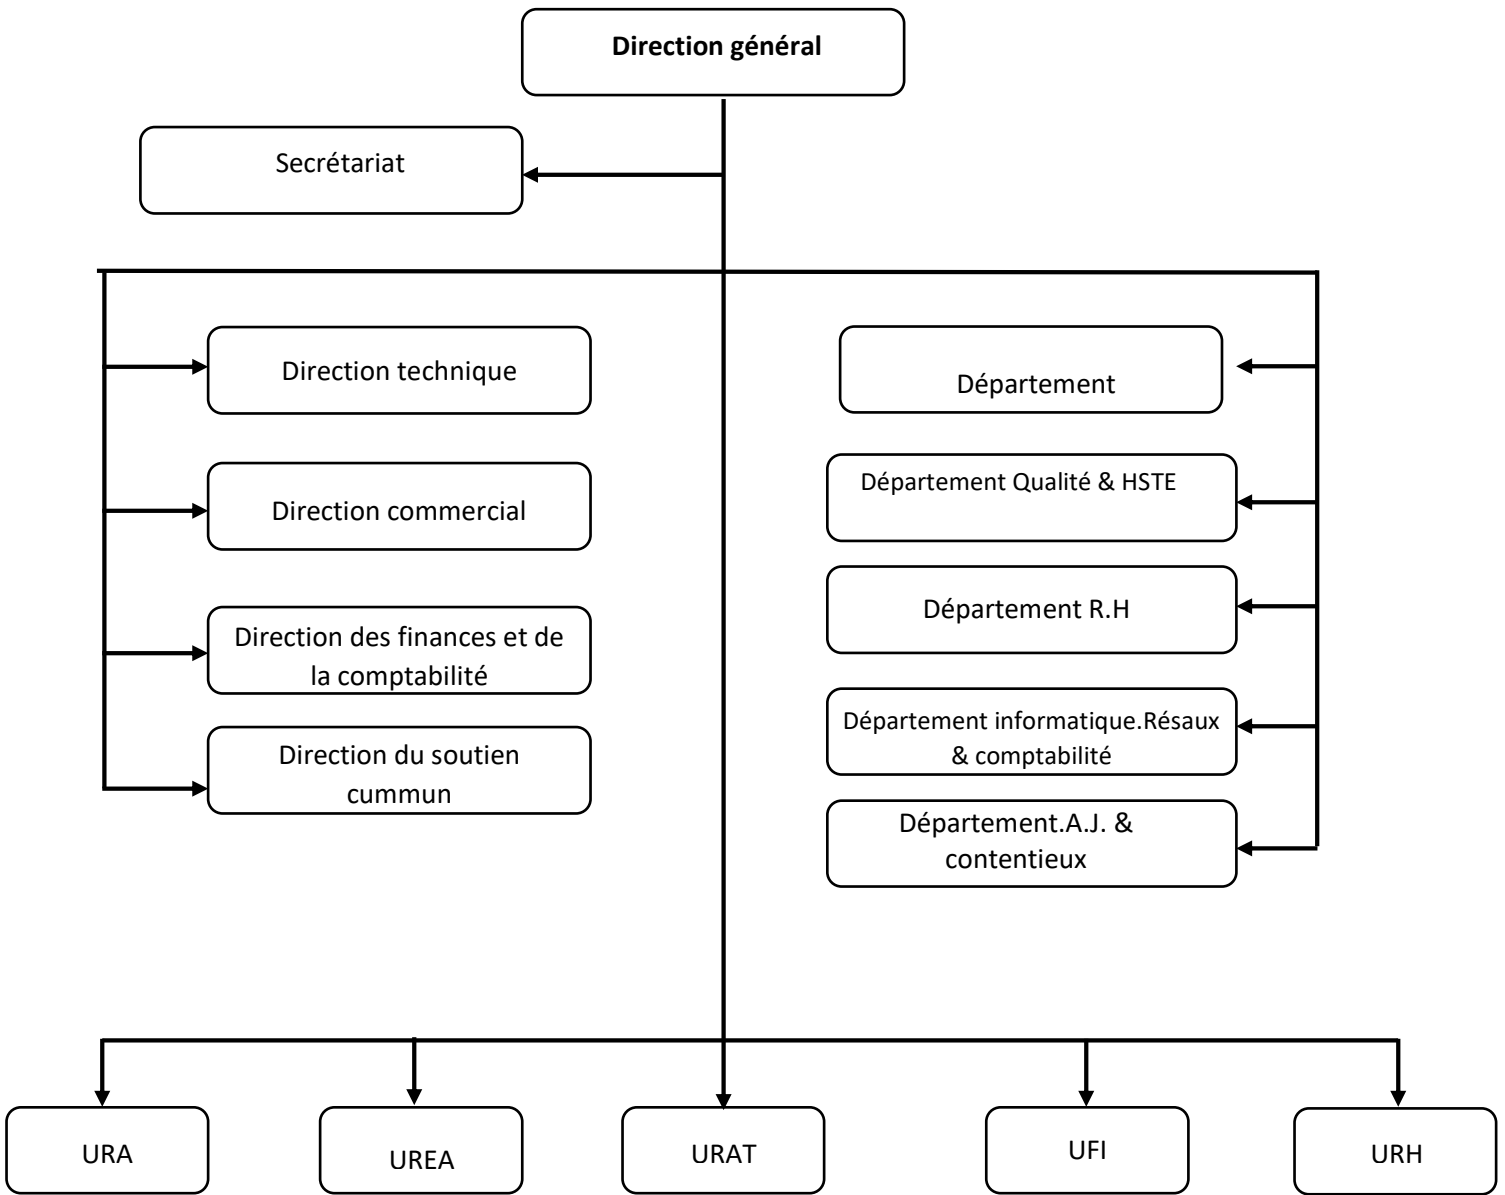 Direction général
Secrétariat
Direction technique
Direction commercial
Direction des finances et de
la comptabilité
Direction du soutien
cummun
Département
Département Qualité & HSTE
Département R.H
Département informatique.Résaux
& comptabilité
Département.A.J. &
contentieux
URA
UREA
URAT
UFI
URH